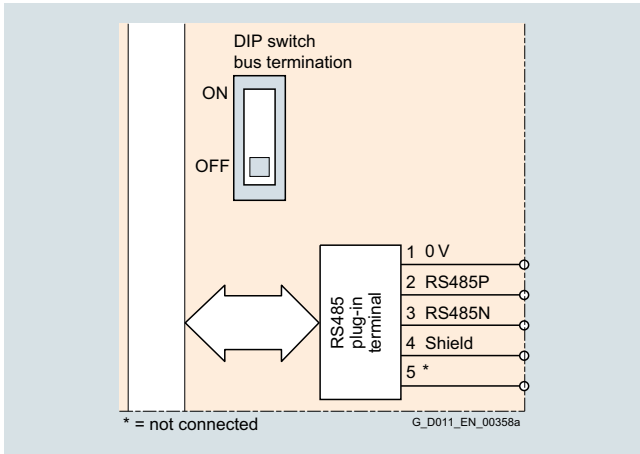 DIP switch
bus termination
ON
OFF
RS485
plug-in
terminal
1 0 V
2 RS485P
3 RS485N
4 Shield
5 *
* = not connected
G_D011_EN_00358a